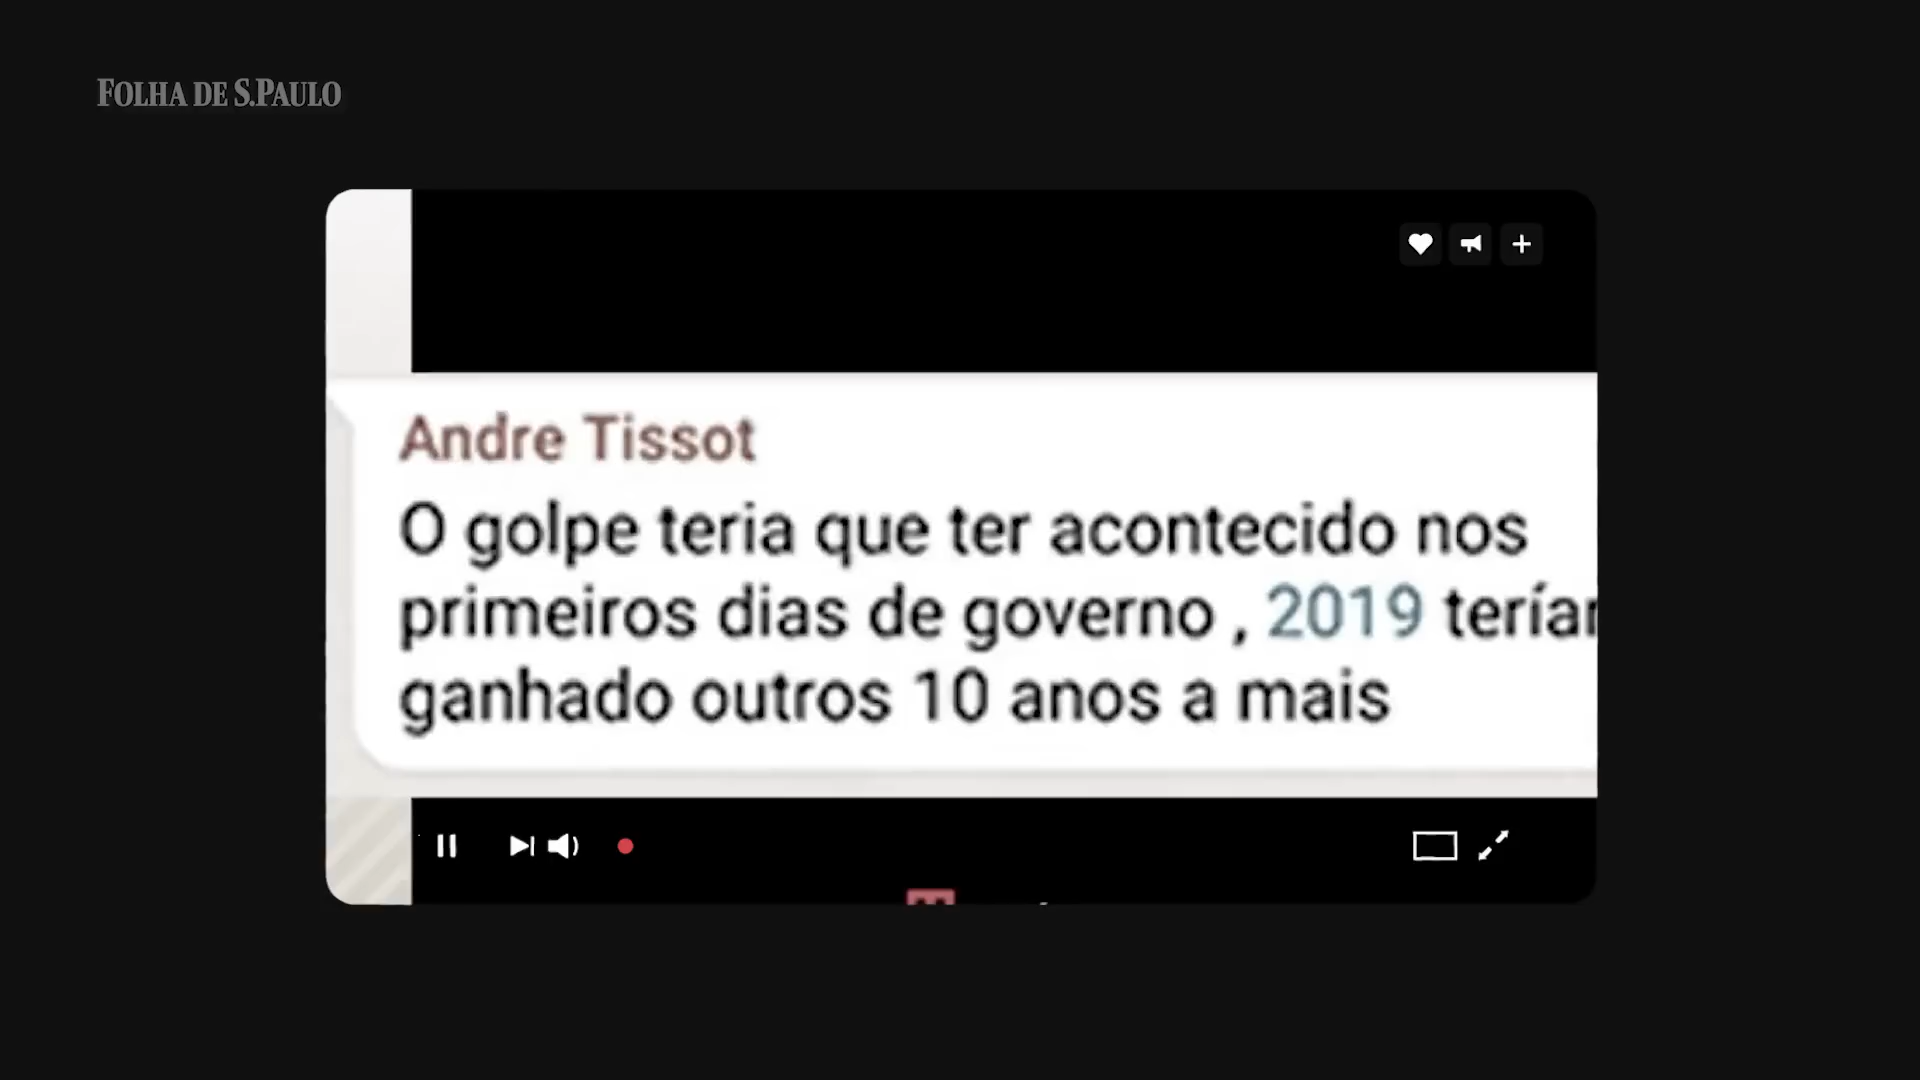 FOLHA DE S.PAULO
Andre Tissot
O golpe teria que ter acontecido nos
primeiros dias de governo , 2019
ganhado outros 10 anos a mais